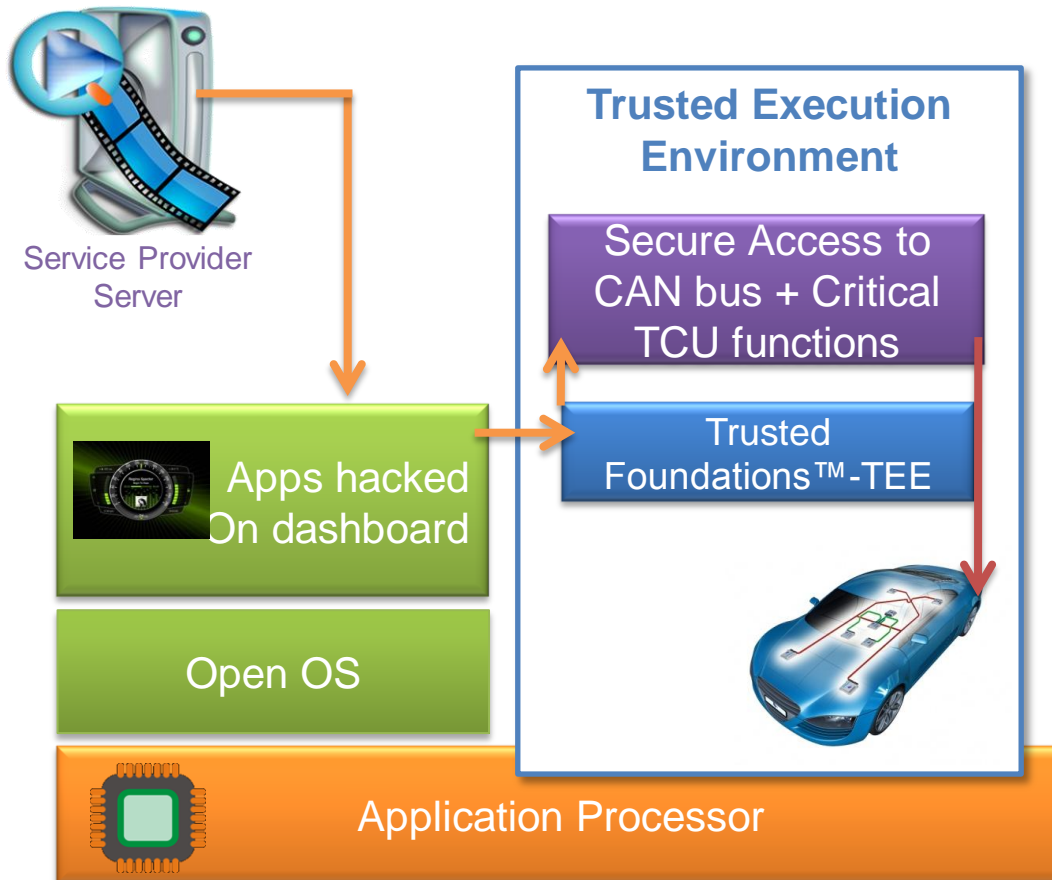 Service Provider
Server
Trusted Execution
Environment
Secure Access to
CAN bus + Critical
TCU functions
Trusted
Foundations™-TEE
Apps hacked
On dashboard
Open OS
Application Processor